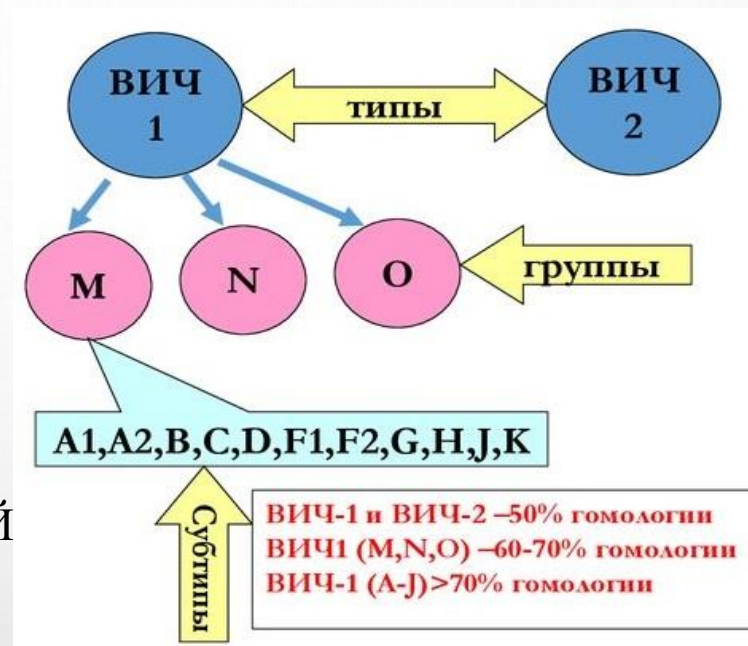 ВИЧ
1
типы
ВИЧ
2
M
N
O
группы
A1,A2,B,C,D,F1,F2,G,H,J,K
Й
Субтипы
ВИЧ-1 и ВИЧ-2 –50% гомологии
ВИЧ1 (M,N,O) –60-70% гомологии
ВИЧ-1 (A-J)>70% гомологии